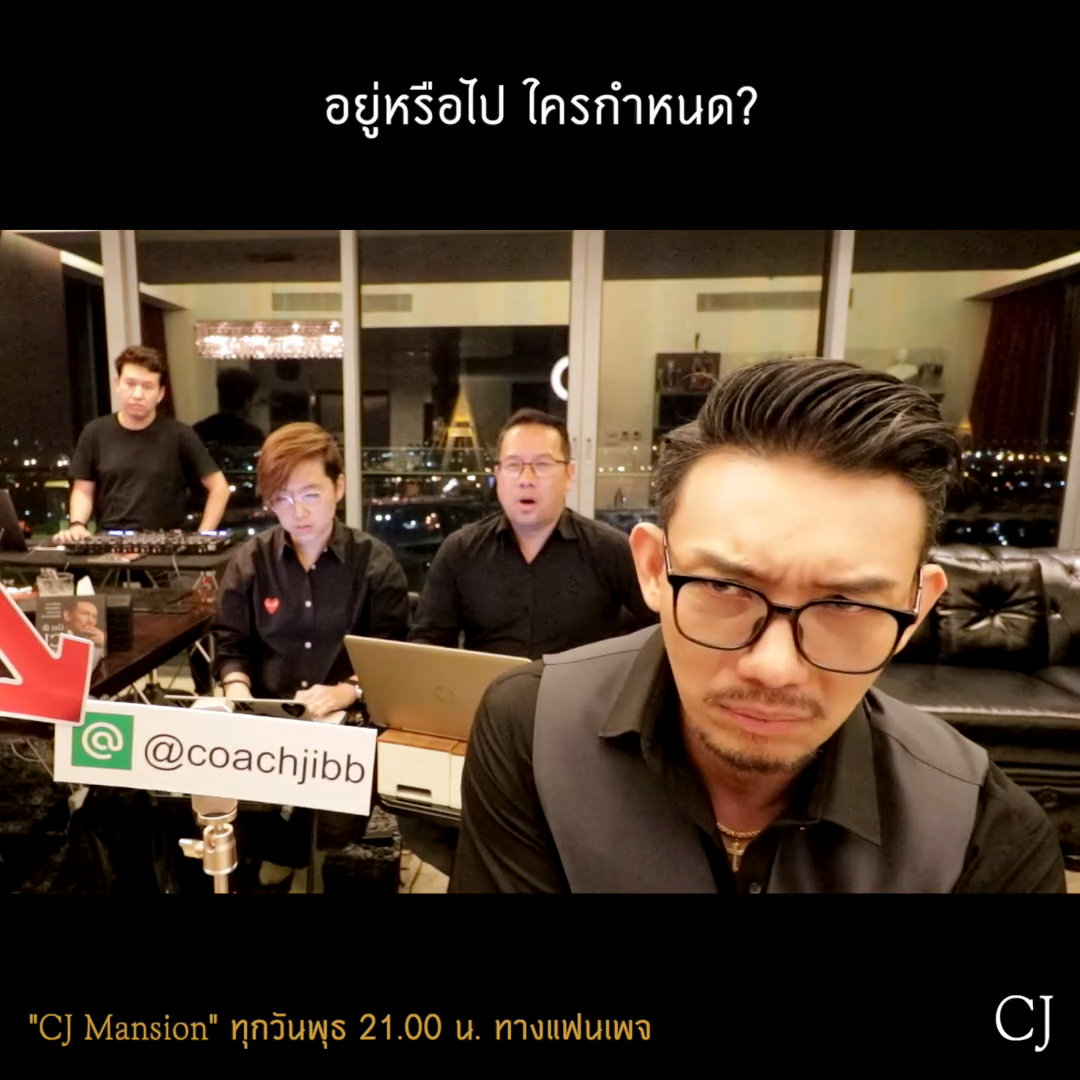 อยู่หรือไป ใครกำหนด?
@ @coachjibb
"CJ Mansion" ทุกวันพุธ 21.00 น. ทางแฟนเพจ
CJ